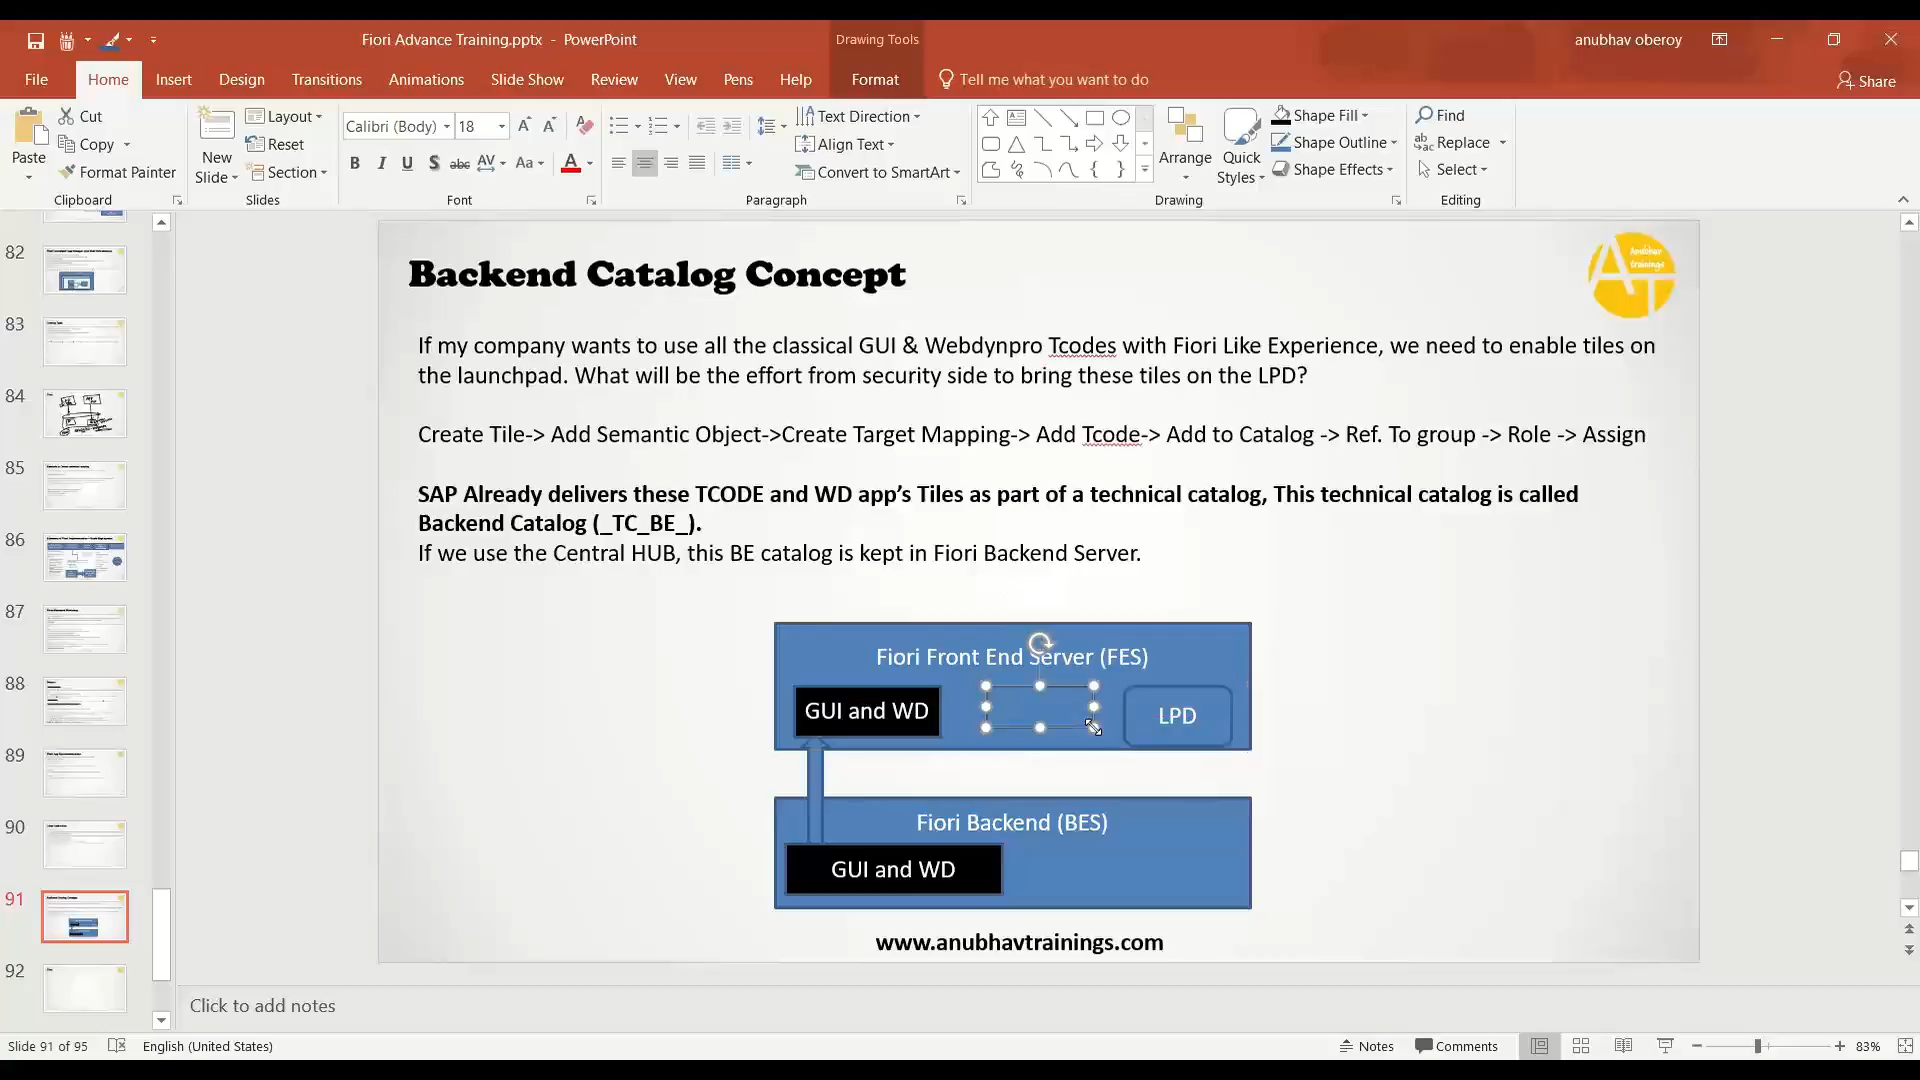 Fiori Advance Training.pptx - PowerPoint
Drawing Tools
anubhav oberoy
File
Home
Insert
Design
Transitions
Animations
Slide Show
Review
View
Pens
Help
Format
Tell me what you want to do
Share
Paste
Cut
Copy
Format Painter
Clipboard
New
Slide
Layout
Reset
Section
Slides
Calibri (Body)
18
Font
Text Direction
Align Text
Convert to SmartArt
Paragraph
Arrange
Quick
Styles
Shape Fill
Shape Outline
Shape Effects
Drawing
Find
Replace
Select
Editing
82
83
84
85
86
87
88
89
90
91
92
Backend Catalog Concept
Anubhav
trainings
AT
If my company wants to use all the classical GUI & Webdynpro Tcodes with Fiori Like Experience, we need to enable tiles on
the launchpad. What will be the effort from security side to bring these tiles on the LPD?
Create Tile-> Add Semantic Object->Create Target Mapping-> Add Tcode-> Add to Catalog -> Ref. To group -> Role -> Assign
SAP Already delivers these TCODE and WD app's Tiles as part of a technical catalog, This technical catalog is called
Backend Catalog (_TC_BE_).
If we use the Central HUB, this BE catalog is kept in Fiori Backend Server.
Fiori Front End Server (FES)
GUI and WD
LPD
Fiori Backend (BES)
GUI and WD
www.anubhavtrainings.com
Click to add notes
Slide 91 of 95
English (United States)
Notes
Comments
83%